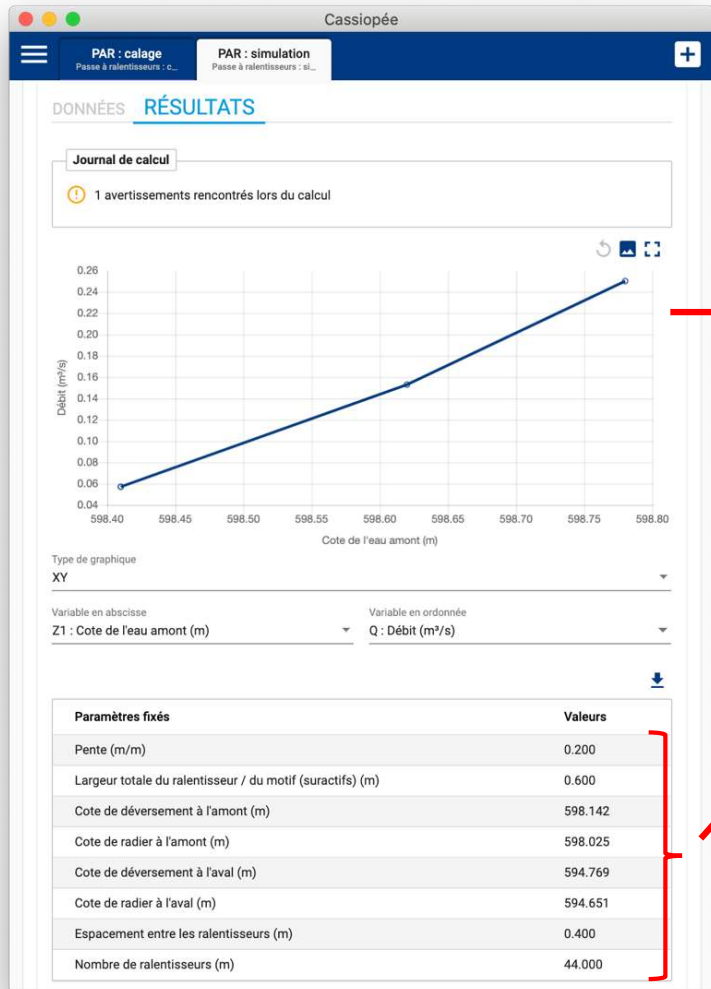 Cassiopée
PAR : calage
Passe à ralentisseurs : c...
PAR : simulation
Passe à ralentisseurs : si...
DONNÉES RÉSULTATS
Journal de calcul
1 avertissements rencontrés lors du calcul
0.26
0.24
0.22
0.20
0.18
0.16
0.14
0.12
0.10
0.08
0.06
0.04
Débit (m³/s)
598.40 598.45 598.50 598.55 598.60 598.65 598.70 598.75 598.80
Cote de l'eau amont (m)
Type de graphique
XY
Variable en abscisse
Z1 : Cote de l'eau amont (m)
Variable en ordonnée
Q : Débit (m³/s)
Paramètres fixés Valeurs
Pente (m/m) 0.200
Largeur totale du ralentisseur / du motif (suractifs) (m) 0.600
Cote de déversement à l'amont (m) 598.142
Cote de radier à l'amont (m) 598.025
Cote de déversement à l'aval (m) 594.769
Cote de radier à l'aval (m) 594.651
Espacement entre les ralentisseurs (m) 0.400
Nombre de ralentisseurs (m) 44.000